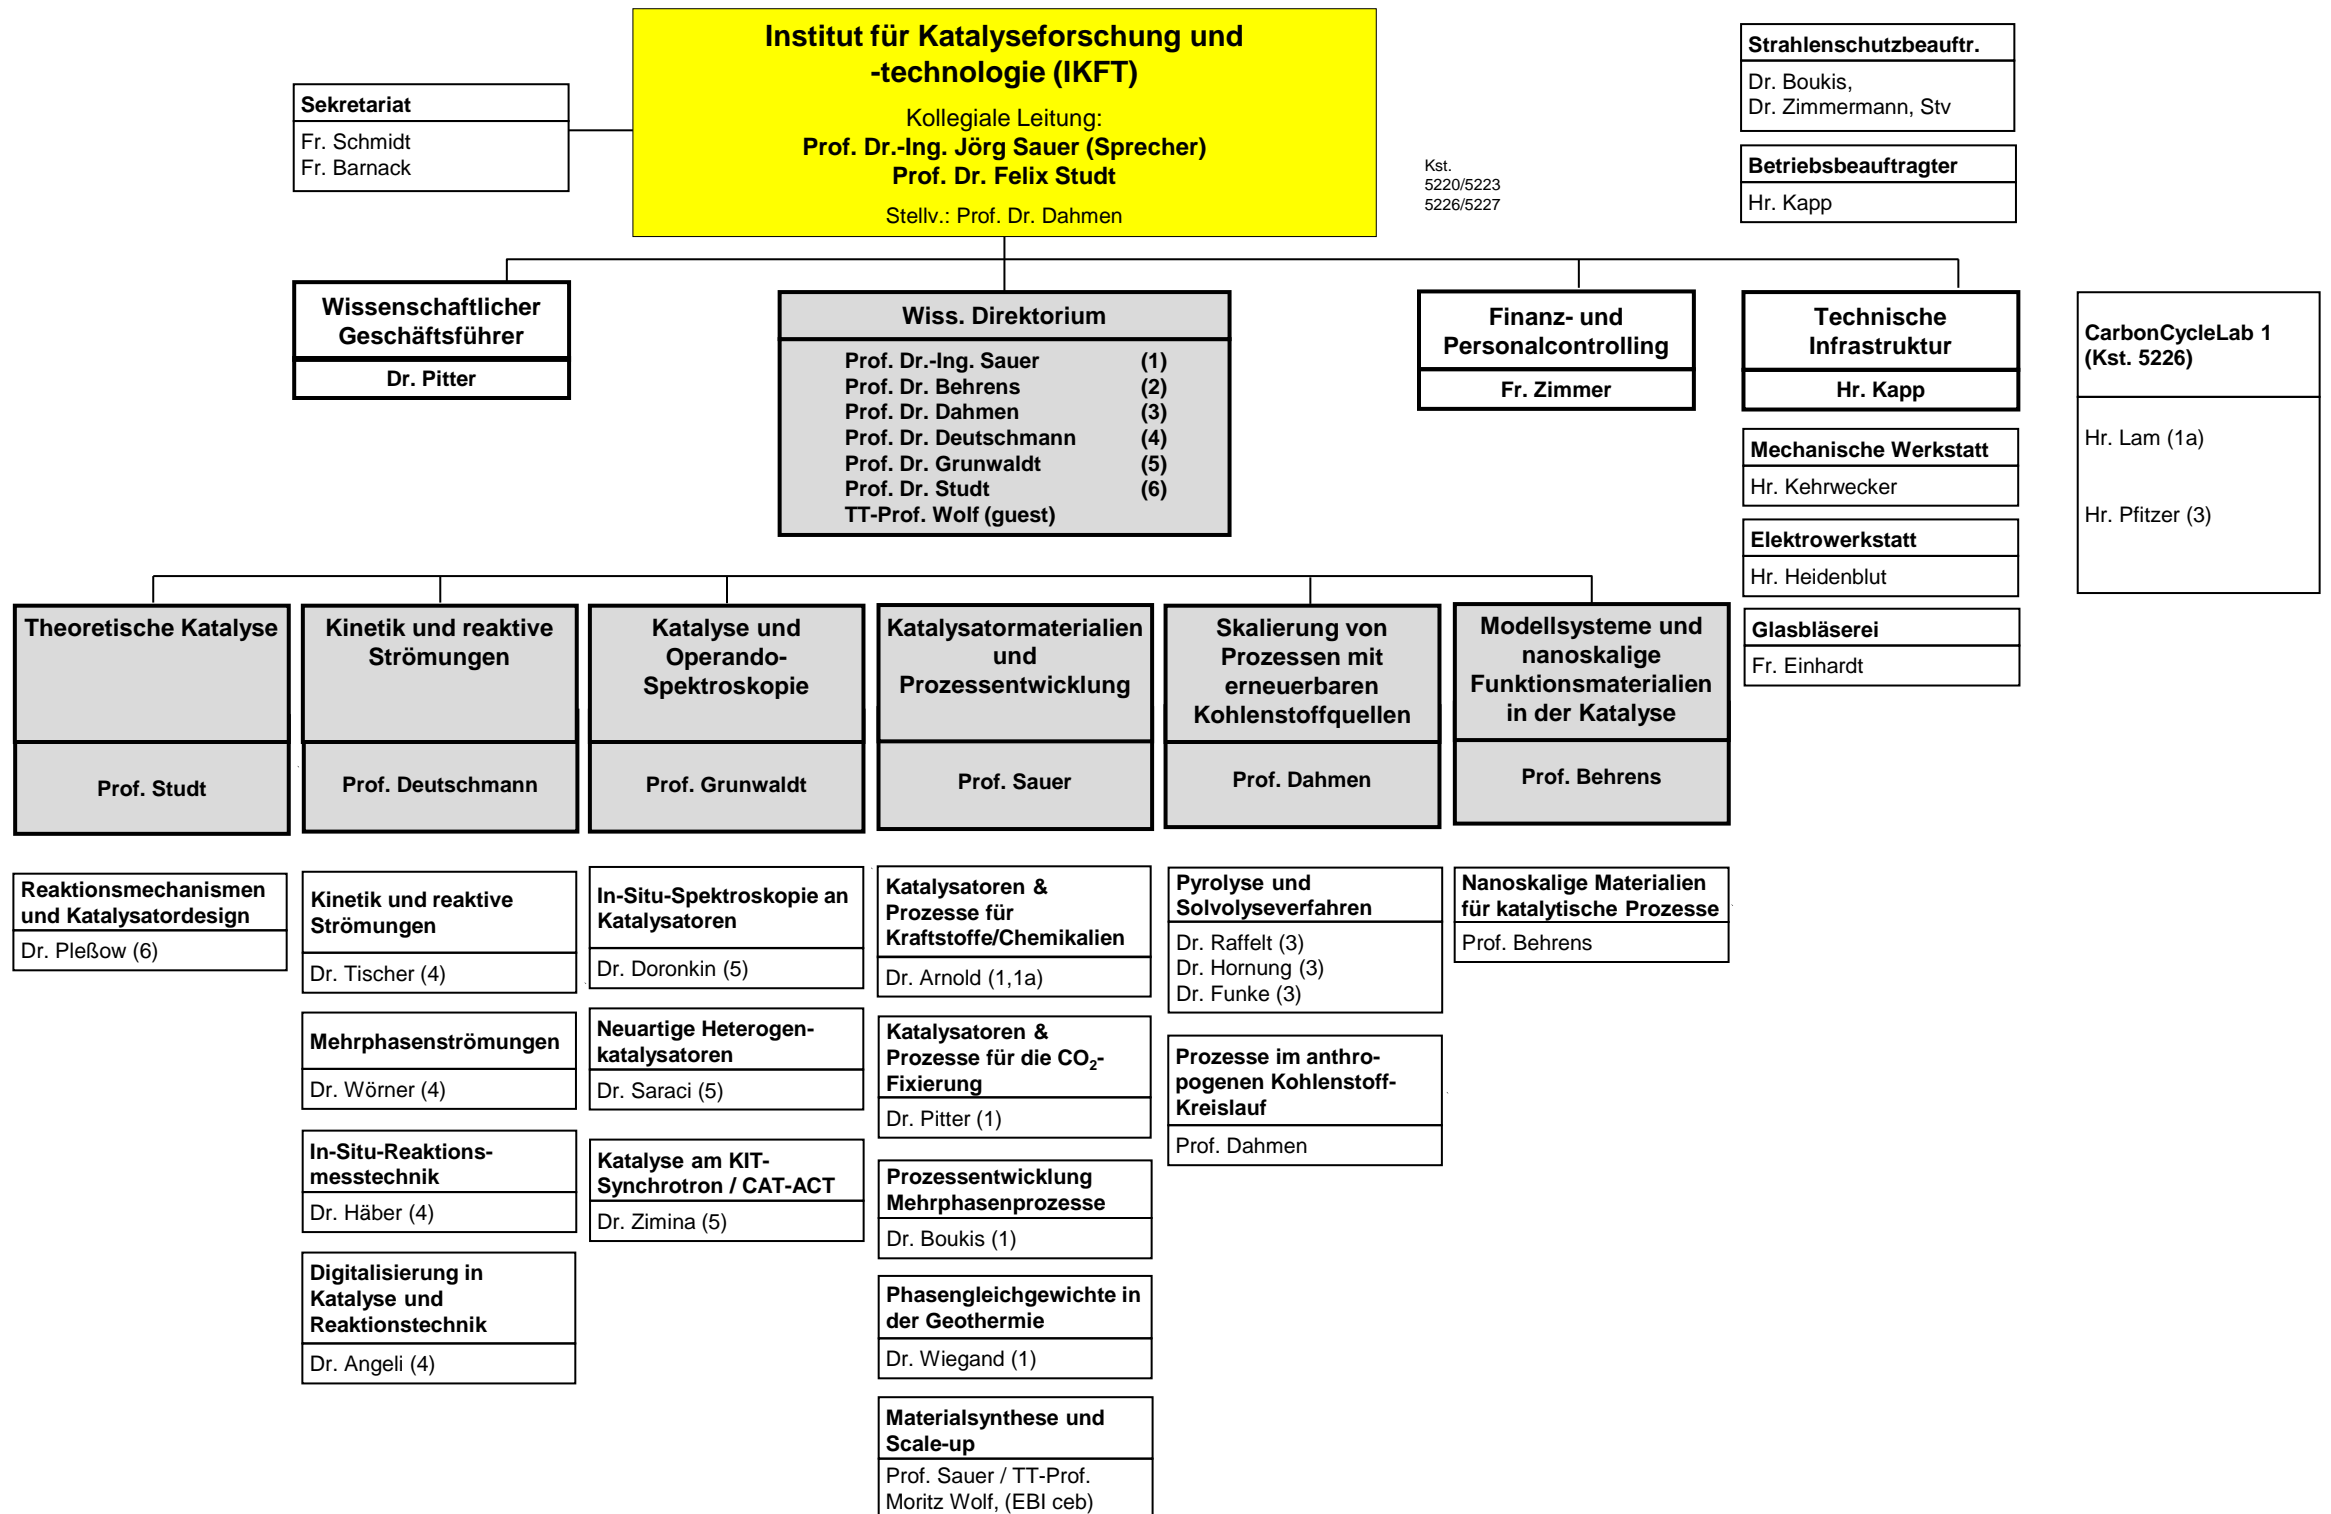 Institut für Katalyseforschung und
-technologie (IKFT)
Kollegiale Leitung:
Prof. Dr.-Ing. Jörg Sauer (Sprecher)
Prof. Dr. Felix Studt
Stellv.: Prof. Dr. Dahmen
Sekretariat
Fr. Schmidt
Fr. Barnack
Kst.
5220/5223
5226/5227
Strahlenschutzbeauftr.
Dr. Boukis,
Dr. Zimmermann, Stv
Betriebsbeauftragter
Hr. Kapp
Wissenschaftlicher
Geschäftsführer
Dr. Pitter
Wiss. Direktorium
Prof. Dr.-Ing. Sauer (1)
Prof. Dr. Behrens (2)
Prof. Dr. Dahmen (3)
Prof. Dr. Deutschmann (4)
Prof. Dr. Grunwaldt (5)
Prof. Dr. Studt (6)
TT-Prof. Wolf (guest)
Finanz- und
Personalcontrolling
Fr. Zimmer
Technische
Infrastruktur
Hr. Kapp
Mechanische Werkstatt
Hr. Kehrwecker
Elektrowerkstatt
Hr. Heidenblut
Glasbläserei
Fr. Einhardt
CarbonCycleLab 1
(Kst. 5226)
Hr. Lam (1a)
Hr. Pfitzer (3)
Theoretische Katalyse
Prof. Studt
Kinetik und reaktive
Strömungen
Prof. Deutschmann
Katalyse und
Operando-
Spektroskopie
Prof. Grunwaldt
Katalysatormaterialien
und
Prozessentwicklung
Prof. Sauer
Skalierung von
Prozessen mit
erneuerbaren
Kohlenstoffquellen
Prof. Dahmen
Modellsysteme und
nanoskalige
Funktionsmaterialien
in der Katalyse
Prof. Behrens
Reaktionsmechanismen
und Katalysatordesign
Dr. Pleßow (6)
Kinetik und reaktive
Strömungen
Dr. Tischer (4)
Mehrphasenströmungen
Dr. Wörner (4)
In-Situ-Reaktions-
messtechnik
Dr. Häber (4)
Digitalisierung in
Katalyse und
Reaktionstechnik
Dr. Angeli (4)
In-Situ-Spektroskopie an
Katalysatoren
Dr. Doronkin (5)
Neuartige Heterogen-
katalysatoren
Dr. Saraci (5)
Katalyse am KIT-
Synchrotron / CAT-ACT
Dr. Zimina (5)
Katalysatoren &
Prozesse für
Kraftstoffe/Chemikalien
Dr. Arnold (1,1a)
Katalysatoren &
Prozesse für die CO₂-
Fixierung
Dr. Pitter (1)
Prozessentwicklung
Mehrphasenprozesse
Dr. Boukis (1)
Phasengleichgewichte in
der Geothermie
Dr. Wiegand (1)
Materialsynthese und
Scale-up
Prof. Sauer / TT-Prof.
Moritz Wolf, (EBI ceb)
Pyrolyse und
Solvolyseverfahren
Dr. Raffelt (3)
Dr. Hornung (3)
Dr. Funke (3)
Prozesse im anthro-
pogenen Kohlenstoff-
Kreislauf
Prof. Dahmen
Nanoskalige Materialien
für katalytische Prozesse
Prof. Behrens